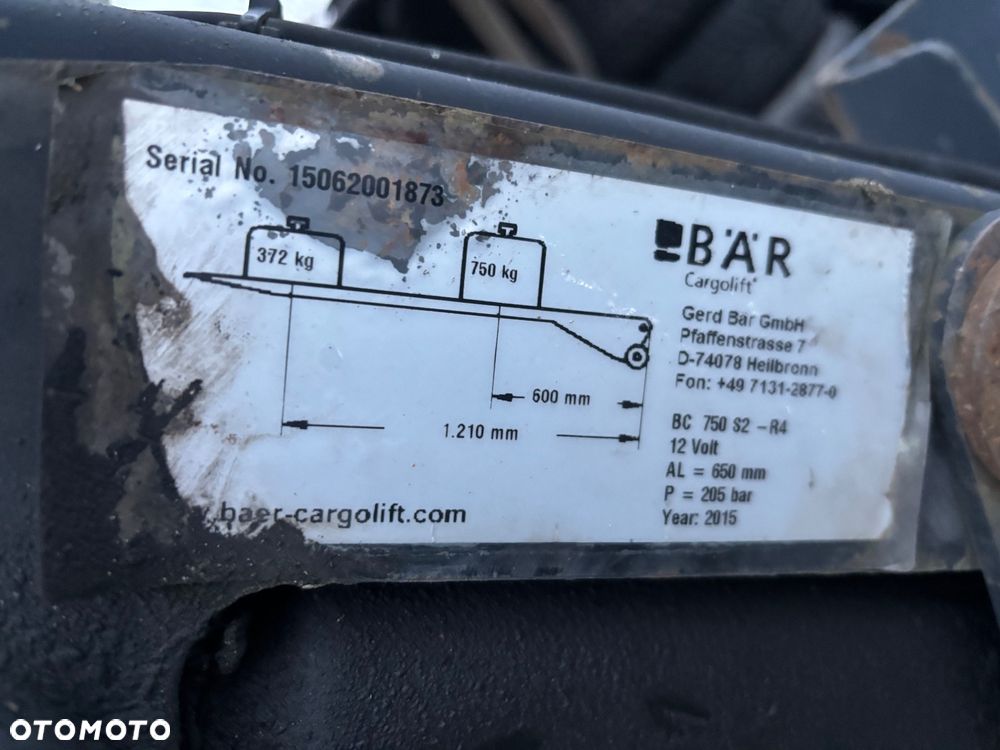 Serial No. 15062001873
372 kg
750 kg
600 mm
1.210 mm
baer-cargolift.com
BÄR
Cargolift
Gerd Bär GmbH
Pfaffenstrasse 7
D-74078 Heilbronn
Fon: +49 7131-2877-0
BC 750 S2 -R4
12 Volt
AL = 650 mm
P = 205 bar
Year: 2015
OTOMOTO